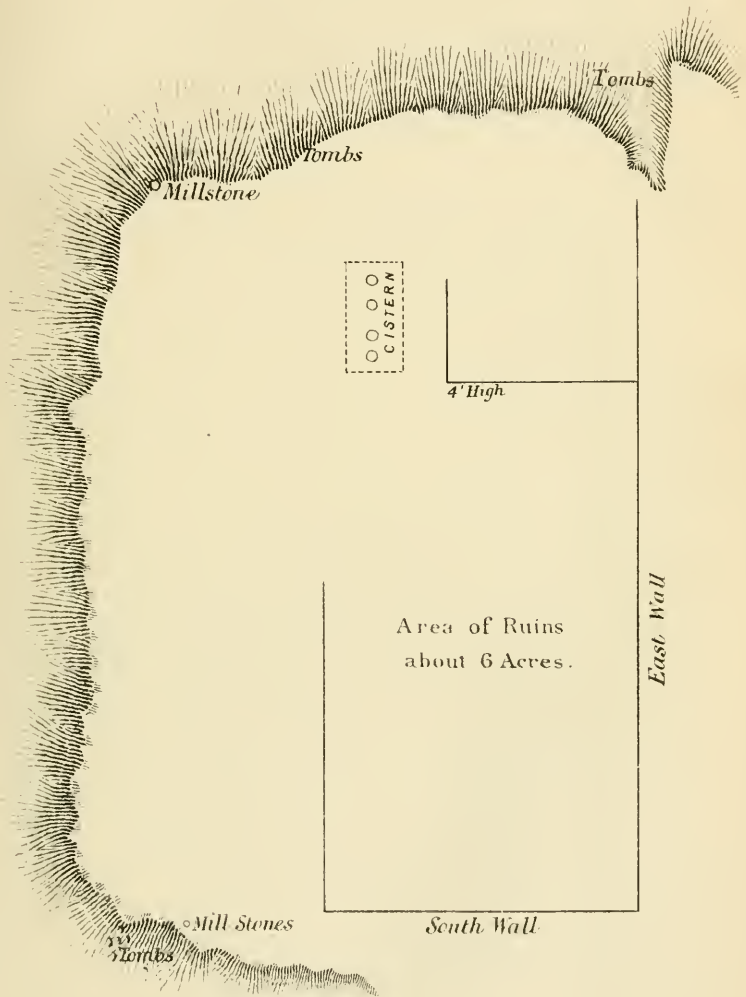 Tombs
Tombs
Millstone
CISTERN
4' High
Area of Ruins
about 6 Acres.
East Wall
Mill Stones
South Wall
Tombs